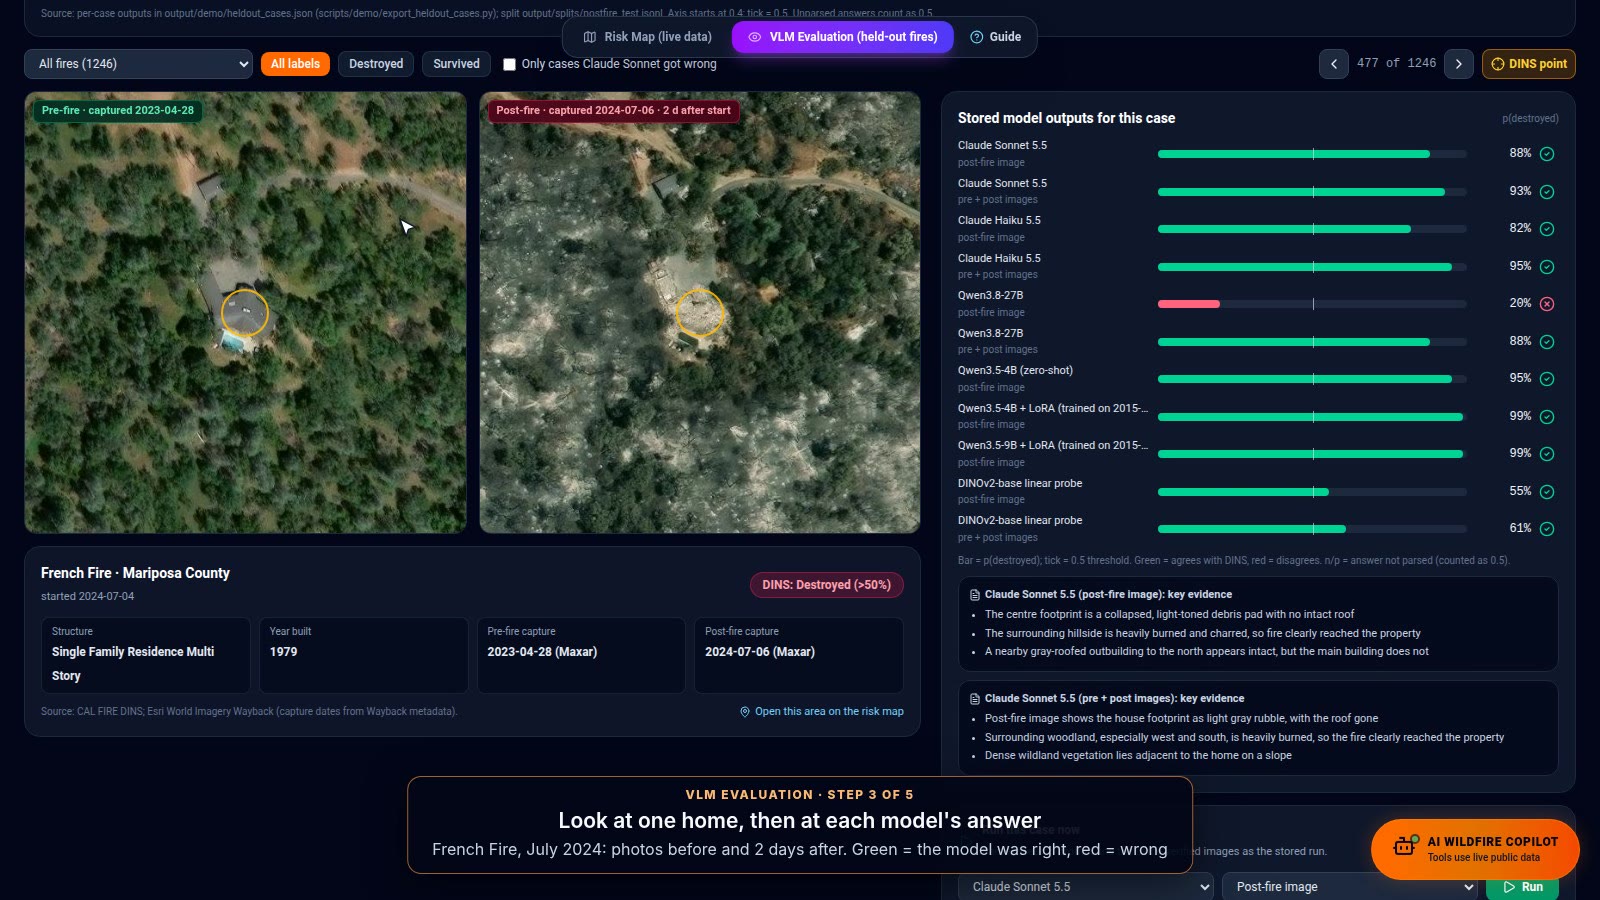 Source: per-case outputs in output/demo/heldout_cases.json (scripts/demo/export_heldout_cases.py); split output/splits/postfire_test.jsonl. Axis starts at 0.4; tick = 0.5. Unparsed answers count as 0.5.
Risk Map (live data)
VLM Evaluation (held-out fires)
Guide
All fires (1246)
All labels
Destroyed
Survived
Only cases Claude Sonnet got wrong
477 of 1246
DINS point
Pre-fire · captured 2023-04-28
Post-fire · captured 2024-07-06 · 2 d after start
French Fire · Mariposa County
started 2024-07-04
DINS: Destroyed (>50%)
Structure
Single Family Residence Multi
Story
Year built
1979
Pre-fire capture
2023-04-28 (Maxar)
Post-fire capture
2024-07-06 (Maxar)
Source: CAL FIRE DINS; Esri World Imagery Wayback (capture dates from Wayback metadata).
Open this area on the risk map
Stored model outputs for this case
p(destroyed)
Claude Sonnet 5.5
post-fire image
88%
Claude Sonnet 5.5
pre + post images
93%
Claude Haiku 5.5
post-fire image
82%
Claude Haiku 5.5
pre + post images
95%
Qwen3.8-27B
post-fire image
20%
Qwen3.8-27B
pre + post images
88%
Qwen3.5-4B (zero-shot)
post-fire image
95%
Qwen3.5-4B + LoRA (trained on 2015-...
post-fire image
99%
Qwen3.5-9B + LoRA (trained on 2015-...
post-fire image
99%
DINOv2-base linear probe
post-fire image
55%
DINOv2-base linear probe
pre + post images
61%
Bar = p(destroyed); tick = 0.5 threshold. Green = agrees with DINS, red = disagrees. n/p = answer not parsed (counted as 0.5).
Claude Sonnet 5.5 (post-fire image): key evidence
• The centre footprint is a collapsed, light-toned debris pad with no intact roof
• The surrounding hillside is heavily burned and charred, so fire clearly reached the property
• A nearby gray-roofed outbuilding to the north appears intact, but the main building does not
Claude Sonnet 5.5 (pre + post images): key evidence
• Post-fire image shows the house footprint as light gray rubble, with the roof gone
• Surrounding woodland, especially west and south, is heavily burned, so the fire clearly reached the property
• Dense wildland vegetation lies adjacent to the home on a slope
VLM EVALUATION · STEP 3 OF 5
Look at one home, then at each model's answer
French Fire, July 2024: photos before and 2 days after. Green = the model was right, red = wrong
case now
images as the stored run.
Claude Sonnet 5.5
Post-fire image
Run
AI WILDFIRE COPILOT
Tools use live public data